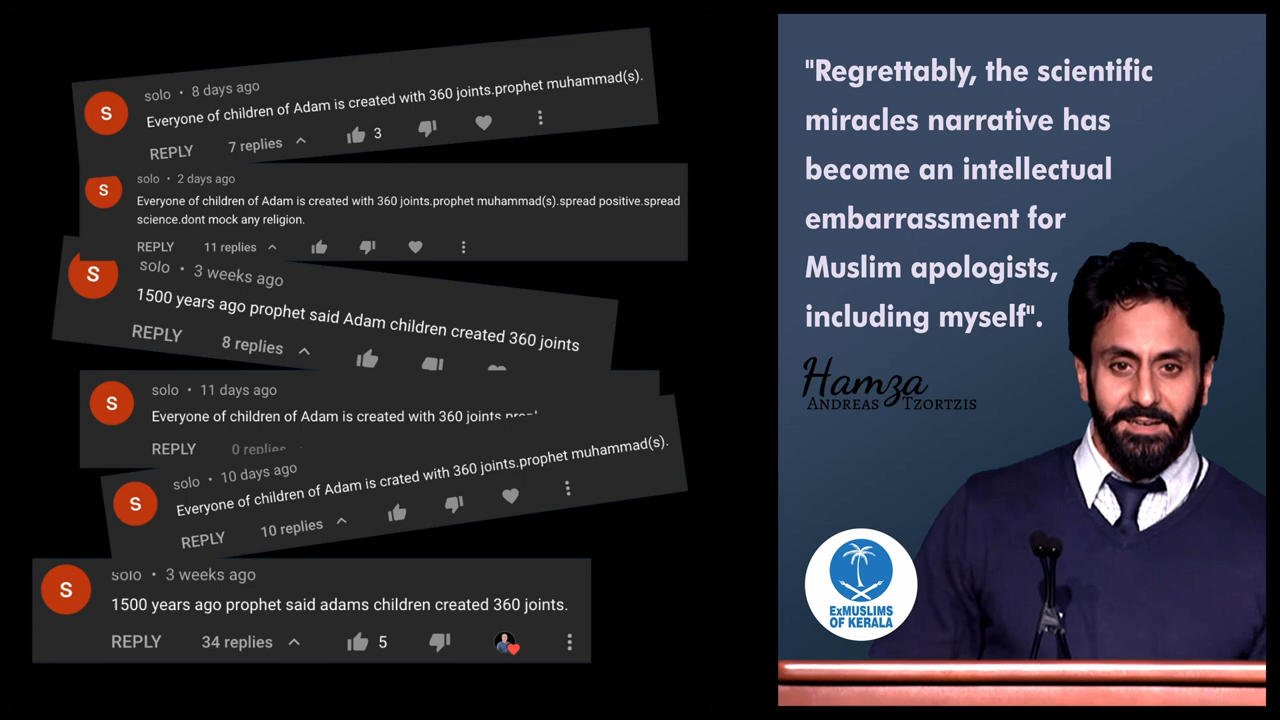 S
solo • 8 days ago
Everyone of children of Adam is created with 360 joints.prophet muhammad(s).
REPLY 7 replies 3
S
solo • 2 days ago
Everyone of children of Adam is created with 360 joints.prophet muhammad(s).spread positive.spread
science.dont mock any religion.
REPLY 11 replies
S
solo • 3 weeks ago
1500 years ago prophet said Adam children created 360 joints
REPLY 8 replies
S
solo • 11 days ago
Everyone of children of Adam is created with 360 joints
REPLY 0 replies
S
solo • 10 days ago
Everyone of children of Adam is crated with 360 joints.prophet muhammad(s).
REPLY 10 replies
S
solo • 3 weeks ago
1500 years ago prophet said adams children created 360 joints.
REPLY 34 replies 5
"Regrettably, the scientific
miracles narrative has
become an intellectual
embarrassment for
Muslim apologists,
including myself".
Hamza
ANDREAS TZORTZIS
ExMUSLIMS
OF KERALA